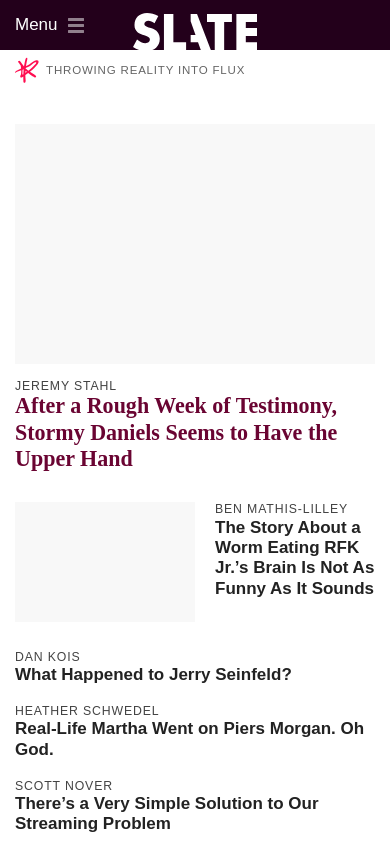 Menu
SLATE
THROWING REALITY INTO FLUX
JEREMY STAHL
After a Rough Week of Testimony,
Stormy Daniels Seems to Have the
Upper Hand
BEN MATHIS-LILLEY
The Story About a
Worm Eating RFK
Jr.’s Brain Is Not As
Funny As It Sounds
DAN KOIS
What Happened to Jerry Seinfeld?
HEATHER SCHWEDEL
Real-Life Martha Went on Piers Morgan. Oh
God.
SCOTT NOVER
There’s a Very Simple Solution to Our
Streaming Problem